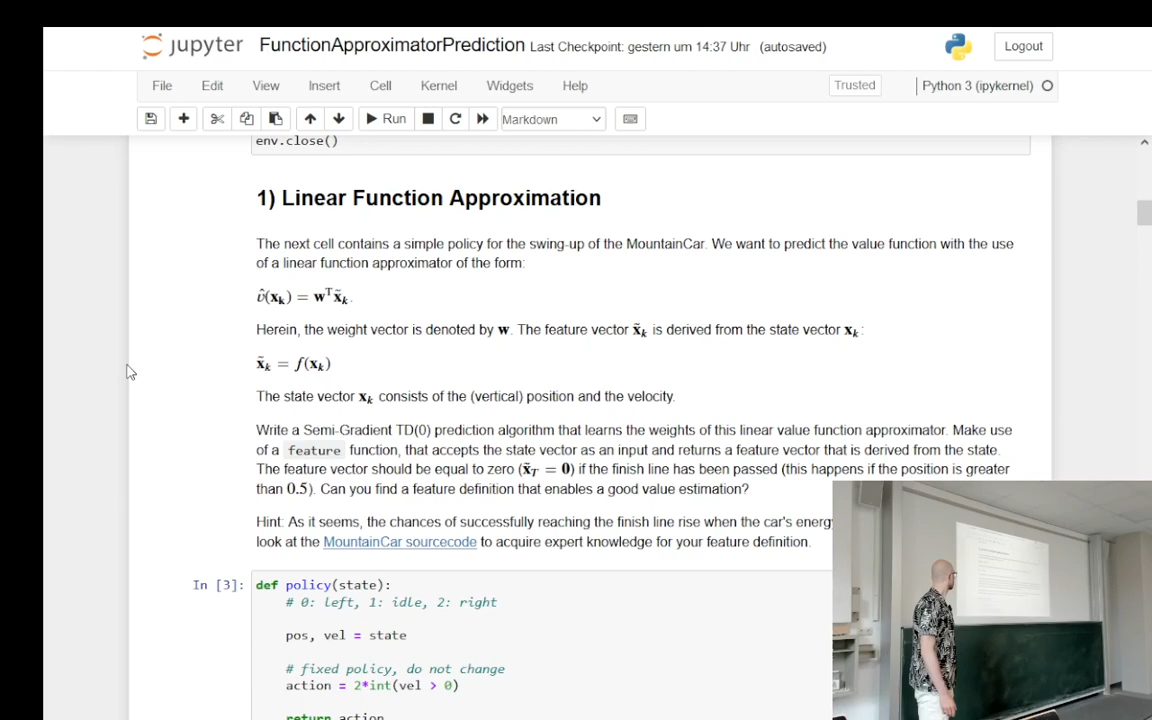 jupyter FunctionApproximatorPrediction Last Checkpoint: gestern um 14:37 Uhr (autosaved) Logout
File Edit View Insert Cell Kernel Widgets Help Trusted Python 3 (ipykernel)
Run Markdown
env.close()
1) Linear Function Approximation
The next cell contains a simple policy for the swing-up of the MountainCar. We want to predict the value function with the use
of a linear function approximator of the form:
v̂(𝐱ₖ) = 𝐰ᵀx̃ₖ.
Herein, the weight vector is denoted by w. The feature vector x̃ₖ is derived from the state vector xₖ:
x̃ₖ = f(xₖ)
The state vector xₖ consists of the (vertical) position and the velocity.
Write a Semi-Gradient TD(0) prediction algorithm that learns the weights of this linear value function approximator. Make use
of a feature function, that accepts the state vector as an input and returns a feature vector that is derived from the state.
The feature vector should be equal to zero (x̃_T = 0) if the finish line has been passed (this happens if the position is greater
than 0.5). Can you find a feature definition that enables a good value estimation?
Hint: As it seems, the chances of successfully reaching the finish line rise when the car's energy
look at the MountainCar sourcecode to acquire expert knowledge for your feature definition.
In [3]: def policy(state):
# 0: left, 1: idle, 2: right
pos, vel = state
# fixed policy, do not change
action = 2*int(vel > 0)
return action